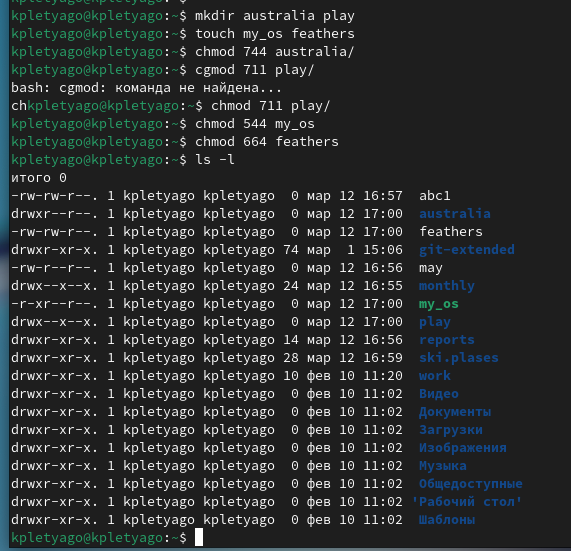 kpletyago@kpletyago:~$ mkdir australia play
kpletyago@kpletyago:~$ touch my_os feathers
kpletyago@kpletyago:~$ chmod 744 australia/
kpletyago@kpletyago:~$ cgmod 711 play/
bash: cgmod: команда не найдена...
chkpletyago@kpletyago:~$ chmod 711 play/
kpletyago@kpletyago:~$ chmod 544 my_os
kpletyago@kpletyago:~$ chmod 664 feathers
kpletyago@kpletyago:~$ ls -l
итого 0
-rw-rw-r--. 1 kpletyago kpletyago  0 мар 12 16:57  abc1
drwxr--r--. 1 kpletyago kpletyago  0 мар 12 17:00  australia
-rw-rw-r--. 1 kpletyago kpletyago  0 мар 12 17:00  feathers
drwxr-xr-x. 1 kpletyago kpletyago 74 мар  1 15:06  git-extended
-rw-r--r--. 1 kpletyago kpletyago  0 мар 12 16:56  may
drwx--x--x. 1 kpletyago kpletyago 24 мар 12 16:55  monthly
-r-xr--r--. 1 kpletyago kpletyago  0 мар 12 17:00  my_os
drwx--x--x. 1 kpletyago kpletyago  0 мар 12 17:00  play
drwxr-xr-x. 1 kpletyago kpletyago 14 мар 12 16:56  reports
drwxr-xr-x. 1 kpletyago kpletyago 28 мар 12 16:59  ski.plases
drwxr-xr-x. 1 kpletyago kpletyago 10 фев 10 11:20  work
drwxr-xr-x. 1 kpletyago kpletyago  0 фев 10 11:02  Видео
drwxr-xr-x. 1 kpletyago kpletyago  0 фев 10 11:02  Документы
drwxr-xr-x. 1 kpletyago kpletyago  0 фев 10 11:02  Загрузки
drwxr-xr-x. 1 kpletyago kpletyago  0 фев 10 11:02  Изображения
drwxr-xr-x. 1 kpletyago kpletyago  0 фев 10 11:02  Музыка
drwxr-xr-x. 1 kpletyago kpletyago  0 фев 10 11:02  Общедоступные
drwxr-xr-x. 1 kpletyago kpletyago  0 фев 10 11:02 'Рабочий стол'
drwxr-xr-x. 1 kpletyago kpletyago  0 фев 10 11:02  Шаблоны
kpletyago@kpletyago:~$